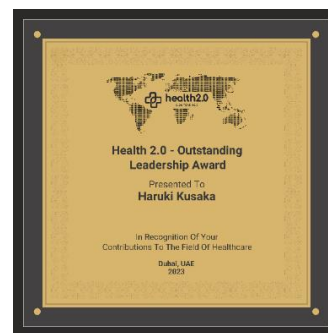 health2.0
CONFERENCE
Health 2.0 - Outstanding
Leadership Award
Presented To
Haruki Kusaka
In Recognition Of Your
Contributions To The Field Of Healthcare
Dubai, UAE
2023